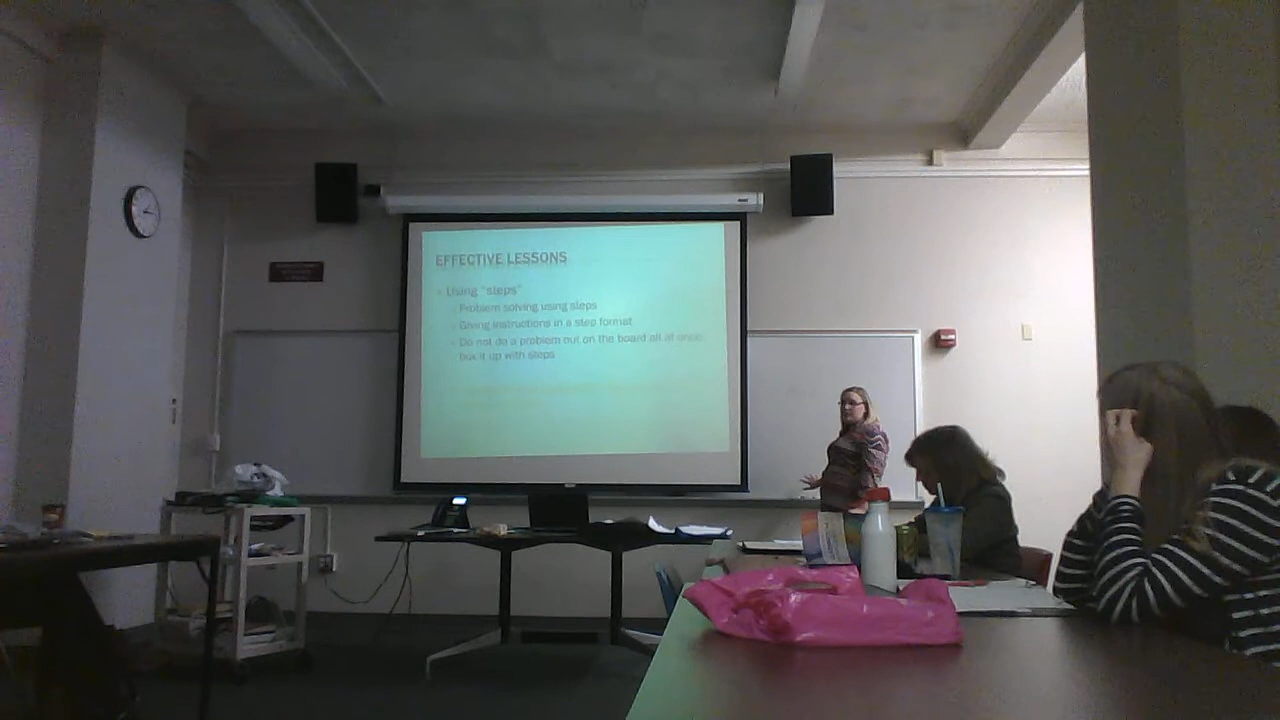 EFFECTIVE LESSONS
Using "steps"
Problem solving using steps
Giving instructions in a step format
Do not do a problem out on the board all at once,
box it up with steps